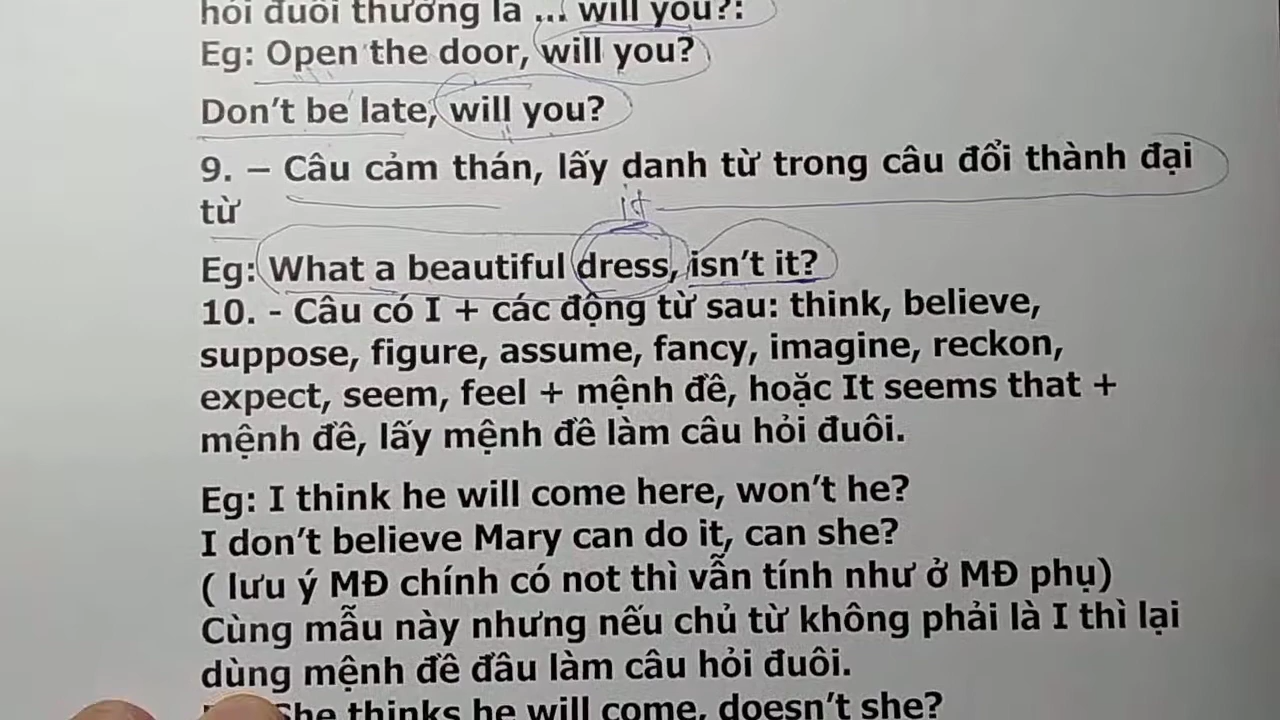 hỏi đuôi thường là ... will you?:
Eg: Open the door, will you?
Don't be late, will you?
9. – Câu cảm thán, lấy danh từ trong câu đổi thành đại
từ
it
Eg: What a beautiful dress, isn't it?
10. - Câu có I + các động từ sau: think, believe,
suppose, figure, assume, fancy, imagine, reckon,
expect, seem, feel + mệnh đề, hoặc It seems that +
mệnh đề, lấy mệnh đề làm câu hỏi đuôi.
Eg: I think he will come here, won't he?
I don't believe Mary can do it, can she?
( lưu ý MĐ chính có not thì vẫn tính như ở MĐ phụ)
Cùng mẫu này nhưng nếu chủ từ không phải là I thì lại
dùng mệnh đề đầu làm câu hỏi đuôi.
She thinks he will come, doesn't she?